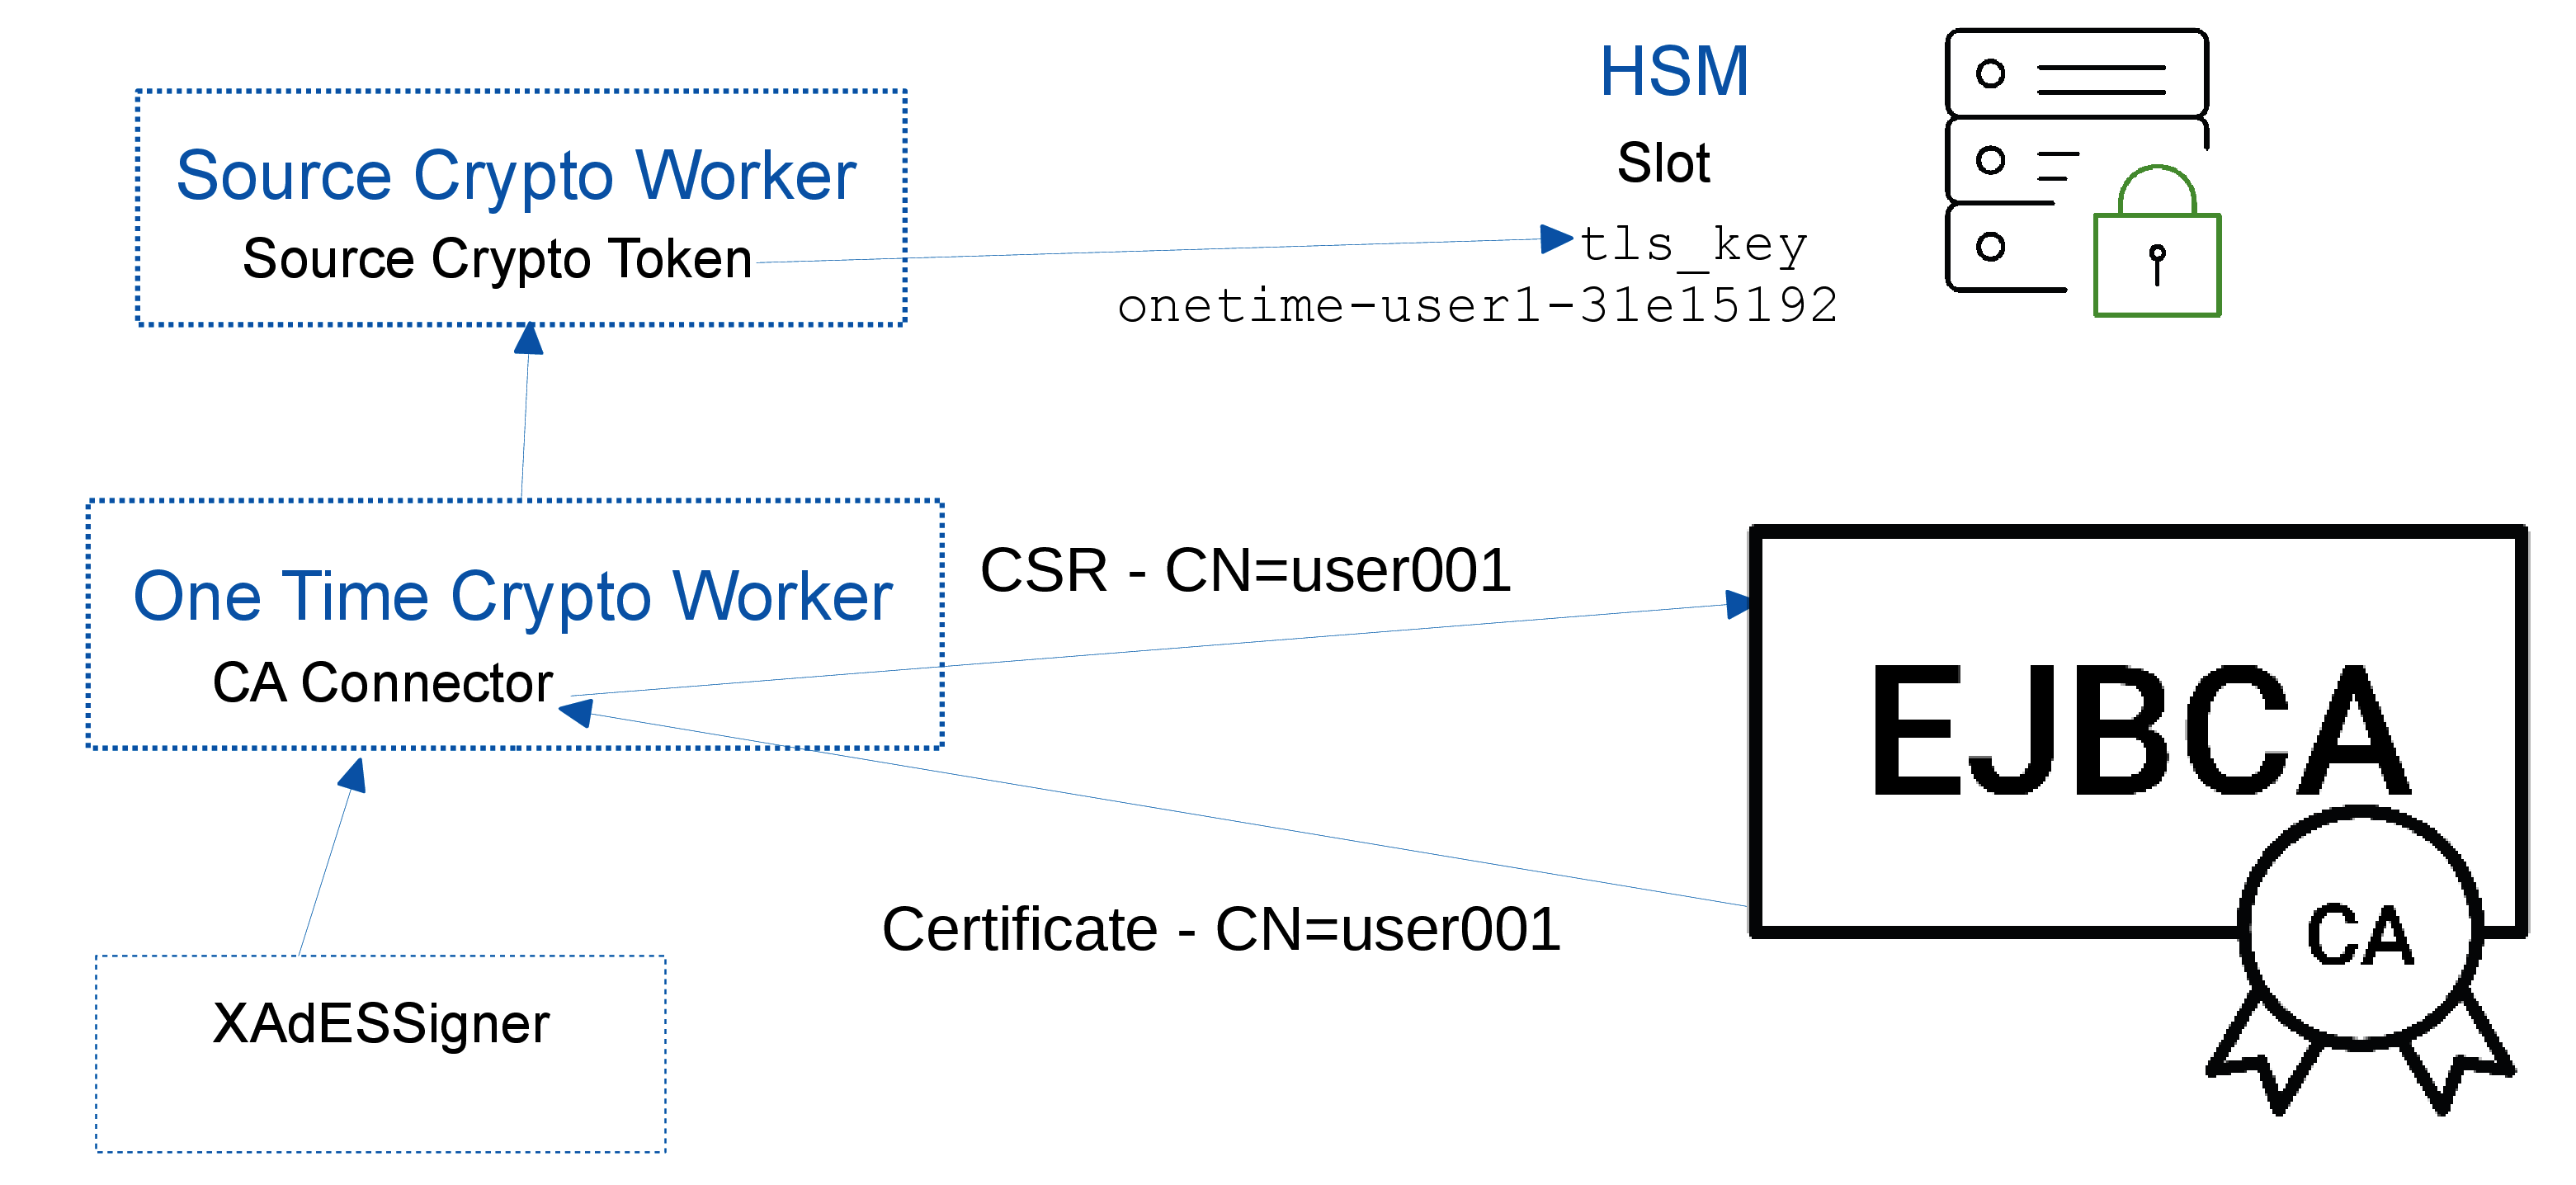 HSM
Slot
tls_key
onetime-user1-31e15192
Source Crypto Worker
Source Crypto Token
One Time Crypto Worker
CA Connector
CSR - CN=user001
EJBCA
CA
Certificate - CN=user001
XAdESSigner